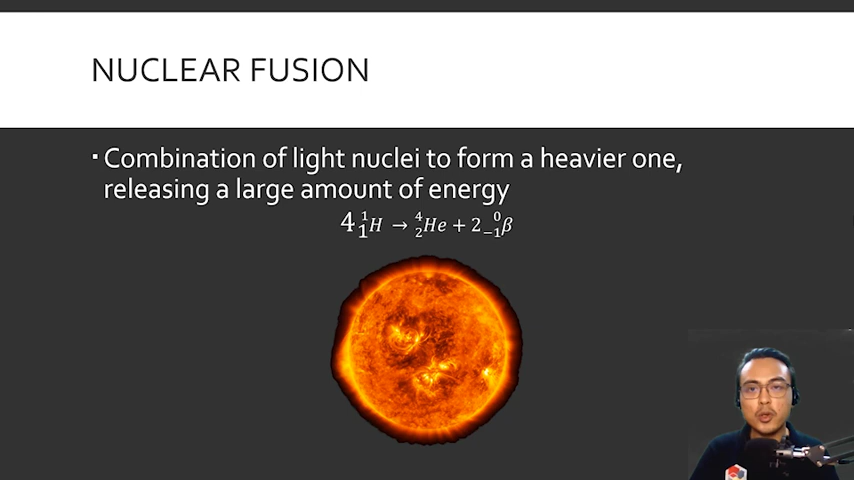 NUCLEAR FUSION
▪ Combination of light nuclei to form a heavier one,
releasing a large amount of energy
4 ¹₁H → ⁴₂He + 2 ⁰₋₁β